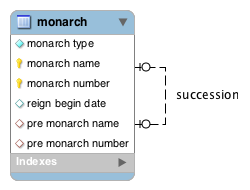 monarch
monarch type
monarch name
monarch number
reign begin date
pre monarch name
pre monarch number
Indexes
succession